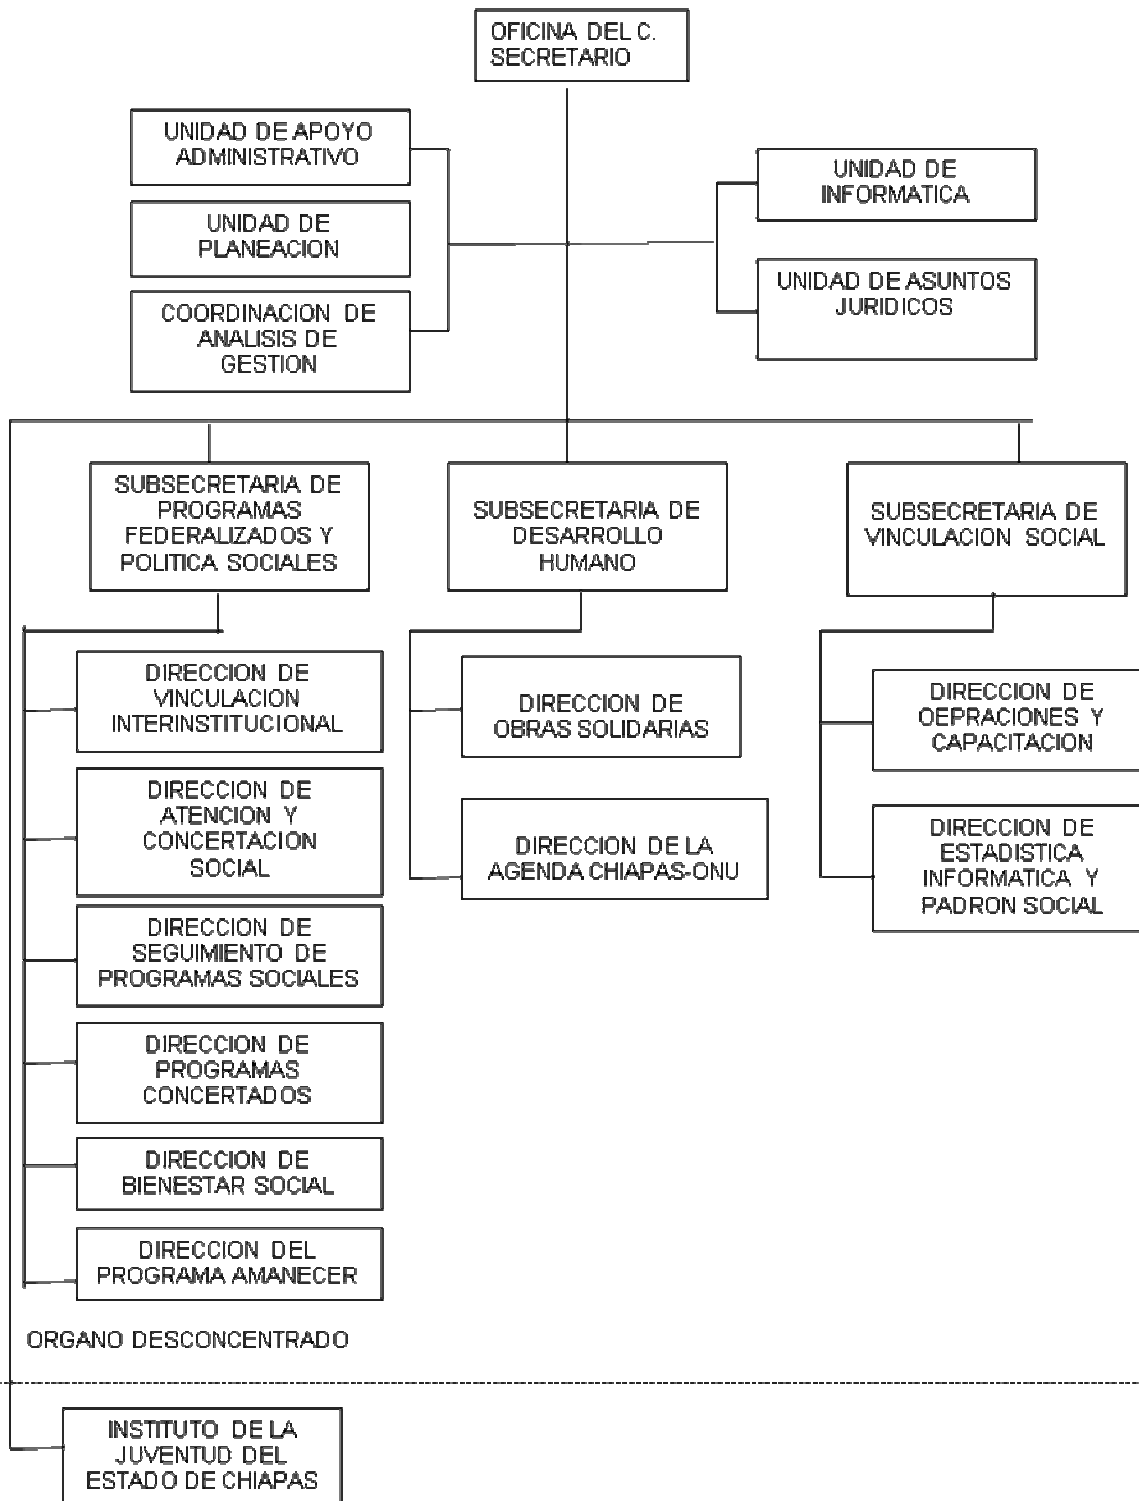 OFICINA DEL C.
SECRETARIO
UNIDAD DE APOYO
ADMINISTRATIVO
UNIDAD DE
PLANEACION
COORDINACION DE
ANALISIS DE
GESTION
UNIDAD DE
INFORMATICA
UNIDAD DE ASUNTOS
JURIDICOS
SUBSECRETARIA DE
PROGRAMAS
FEDERALIZADOS Y
POLITICA SOCIALES
SUBSECRETARIA DE
DESARROLLO
HUMANO
SUBSECRETARIA DE
VINCULACION SOCIAL
DIRECCION DE
VINCULACION
INTERINSTITUCIONAL
DIRECCION DE
ATENCION Y
CONCERTACION
SOCIAL
DIRECCION DE
SEGUIMIENTO DE
PROGRAMAS SOCIALES
DIRECCION DE
PROGRAMAS
CONCERTADOS
DIRECCION DE
BIENESTAR SOCIAL
DIRECCION DEL
PROGRAMA AMANECER
DIRECCION DE
OBRAS SOLIDARIAS
DIRECCION DE LA
AGENDA CHIAPAS-ONU
DIRECCION DE
OEPRACIONES Y
CAPACITACION
DIRECCION DE
ESTADISTICA
INFORMATICA Y
PADRON SOCIAL
ORGANO DESCONCENTRADO
INSTITUTO DE LA
JUVENTUD DEL
ESTADO DE CHIAPAS